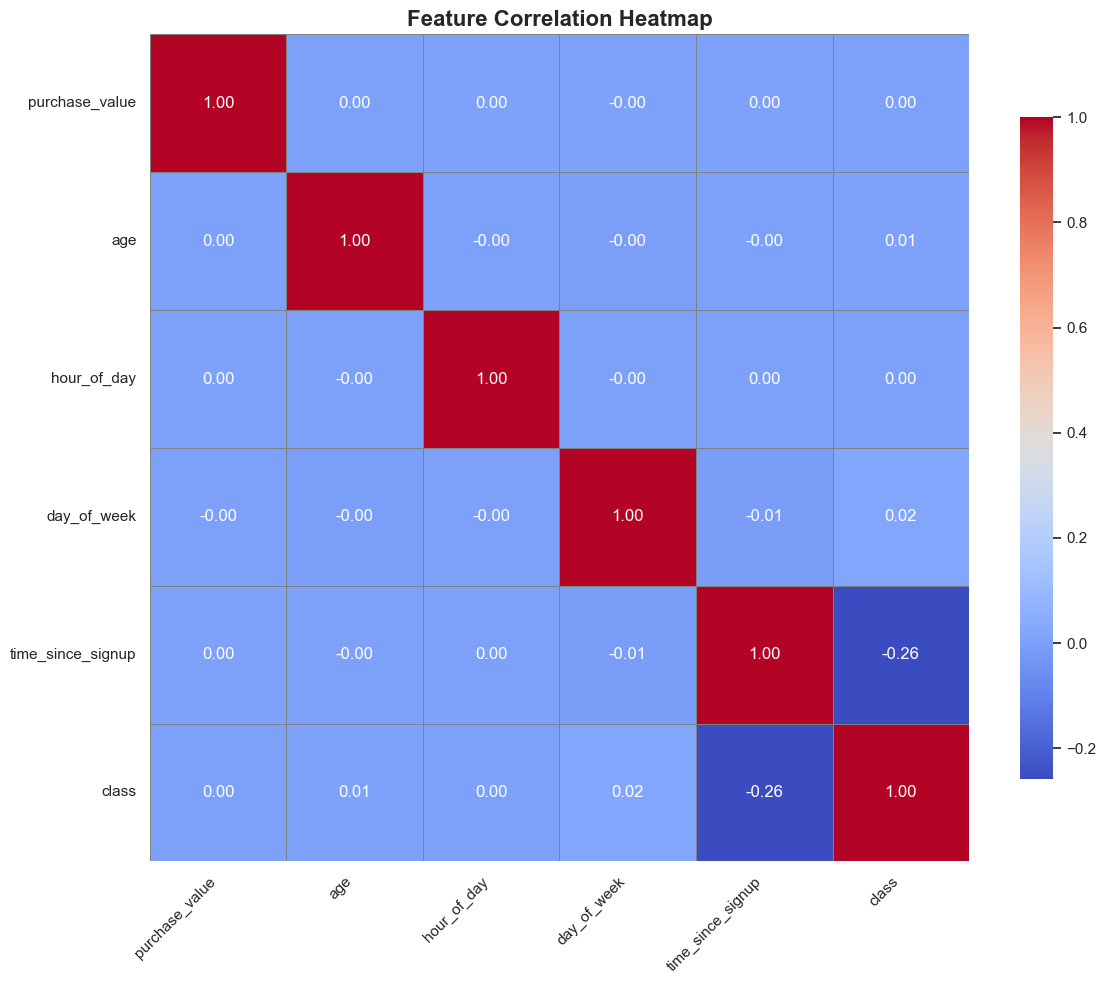 Feature Correlation Heatmap
purchase_value 1.00 0.00 0.00 -0.00 0.00 0.00
age 0.00 1.00 -0.00 -0.00 -0.00 0.01
hour_of_day 0.00 -0.00 1.00 -0.00 0.00 0.00
day_of_week -0.00 -0.00 -0.00 1.00 -0.01 0.02
time_since_signup 0.00 -0.00 0.00 -0.01 1.00 -0.26
class 0.00 0.01 0.00 0.02 -0.26 1.00
purchase_value age hour_of_day day_of_week time_since_signup class
1.0
0.8
0.6
0.4
0.2
0.0
−0.2